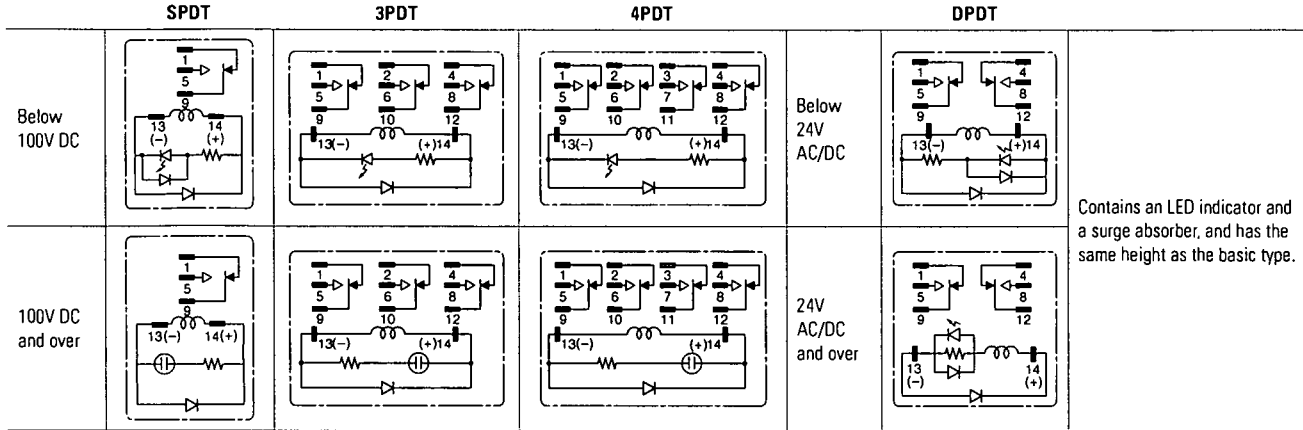 SPDT 3PDT 4PDT DPDT
Below
100V DC
1
5
9
13 14
(-) (+)
1 2 4
5 6 8
9 10 12
13(-) (+)14
1 2 3 4
5 6 7 8
9 10 11 12
13(-) (+)14
Below
24V
AC/DC
1 4
5 8
9 12
13(-) (+)14
Contains an LED indicator and
a surge absorber, and has the
same height as the basic type.
100V DC
and over
1
5
9
13(-) 14(+)
1 2 4
5 6 8
9 10 12
13(-) (+)14
1 2 3 4
5 6 7 8
9 10 11 12
13(-) (+)14
24V
AC/DC
and over
1 4
5 8
9 12
13 14
(-) (+)